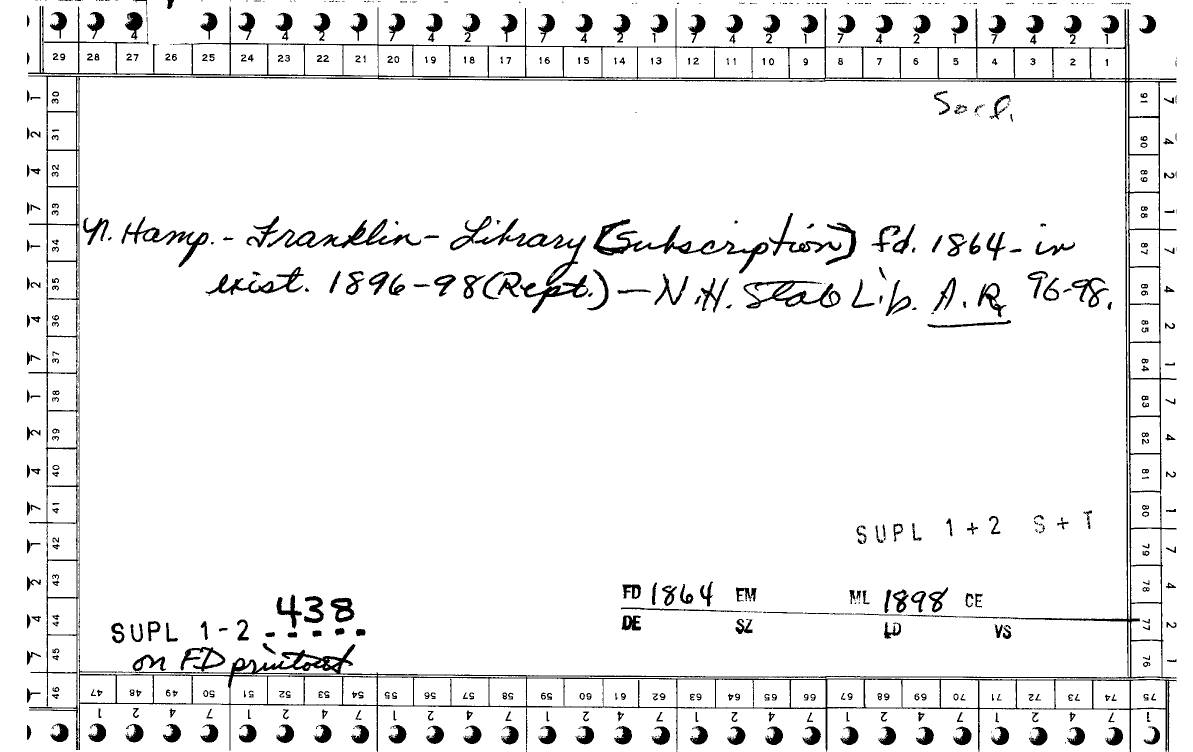 7 4 1 7 4 2 1 7 4 2 1 7 4 2 1 7 4 2 1 7 4 2 1 7 4 2 1
29 28 27 26 25 24 23 22 21 20 19 18 17 16 15 14 13 12 11 10 9 8 7 6 5 4 3 2 1
Socl.
N. Hamp. - Franklin - Library (Subscription) fd. 1864 - in
exist. 1896-98 (Rept.) — N.H. State Lib. A. R. 96-98.
SUPL 1+2 S+T
FD 1864 EM ML 1898 CE
DE SZ LD VS
438
SUPL 1-2 - - - - -
on FD printout
30 31 32 33 34 35 36 37 38 39 40 41 42 43 44 45 46
91 90 89 88 87 86 85 84 83 82 81 80 79 78 77 76
47 48 49 50 51 52 53 54 55 56 57 58 59 60 61 62 63 64 65 66 67 68 69 70 71 72 73 74 75
1 2 4 7 1 2 4 7 1 2 4 7 1 2 4 7 1 2 4 7 1 2 4 7 1 2 4 7 1